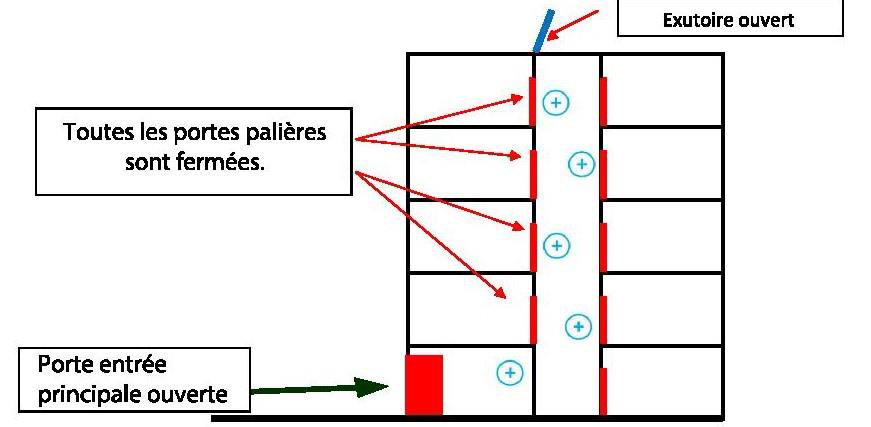 Exutoire ouvert
Toutes les portes palières
sont fermées.
Porte entrée
principale ouverte